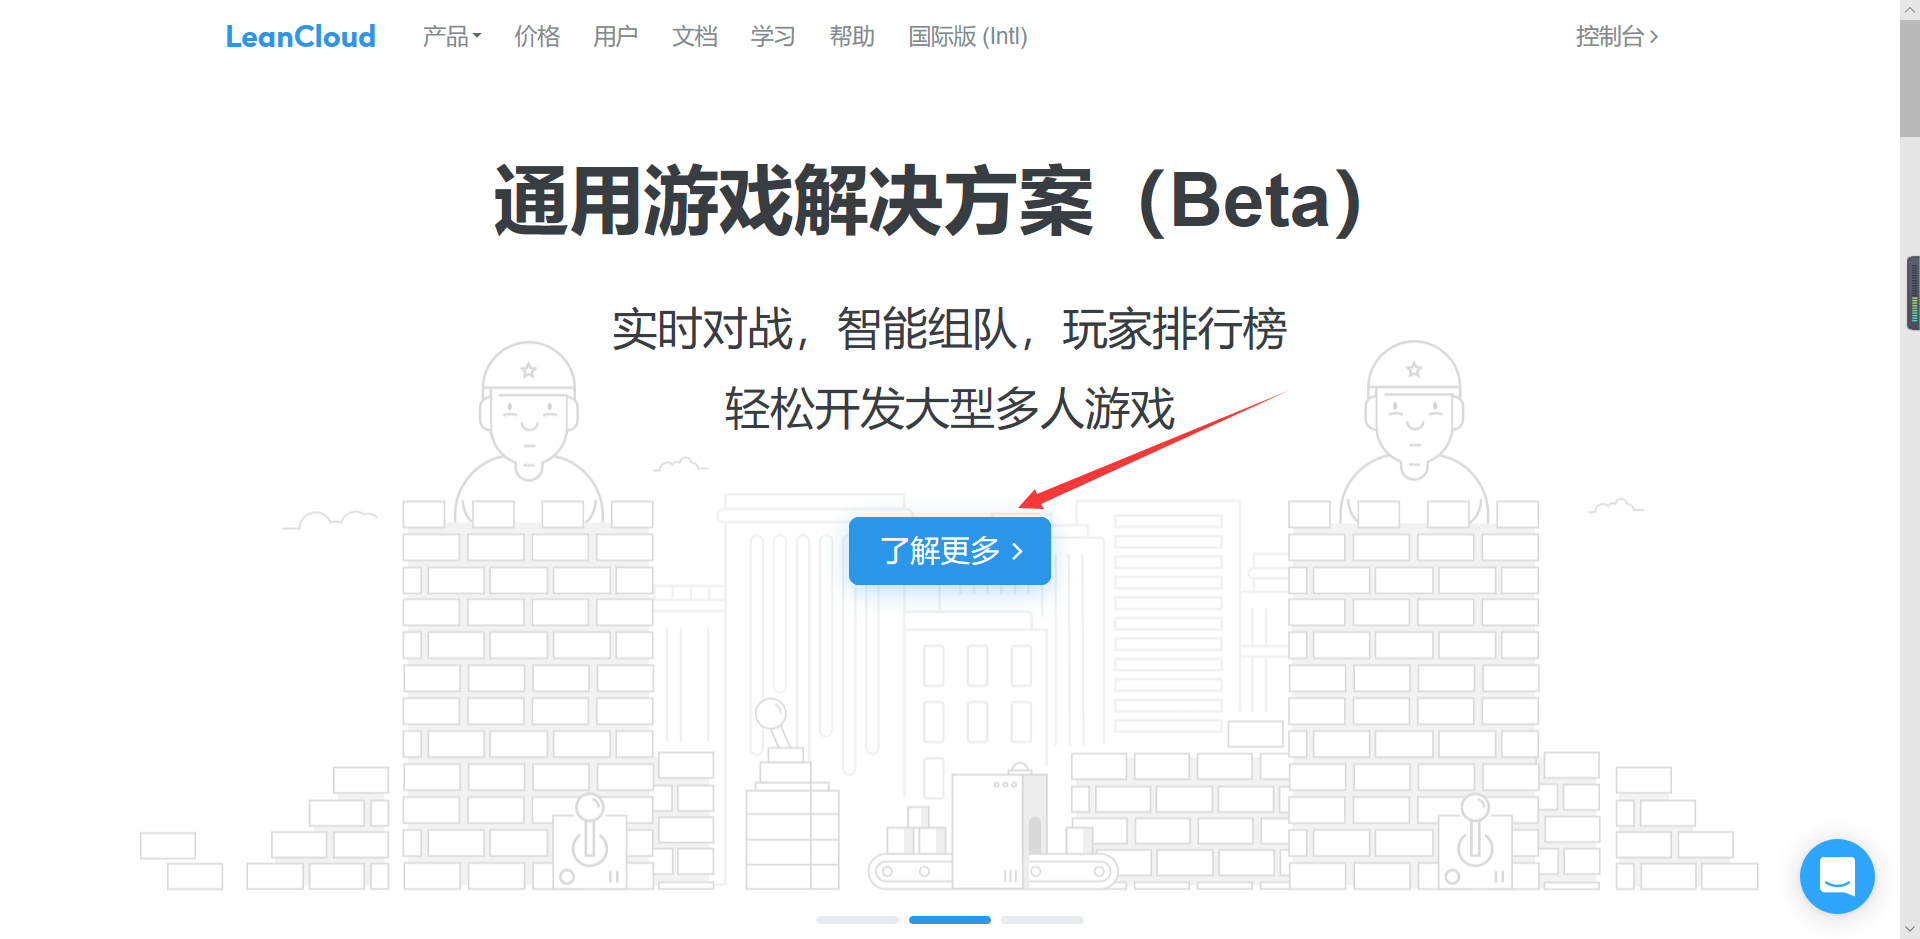 LeanCloud 产品 价格 用户 文档 学习 帮助 国际版 (Intl) 控制台
通用游戏解决方案（Beta）
实时对战，智能组队，玩家排行榜
轻松开发大型多人游戏
了解更多